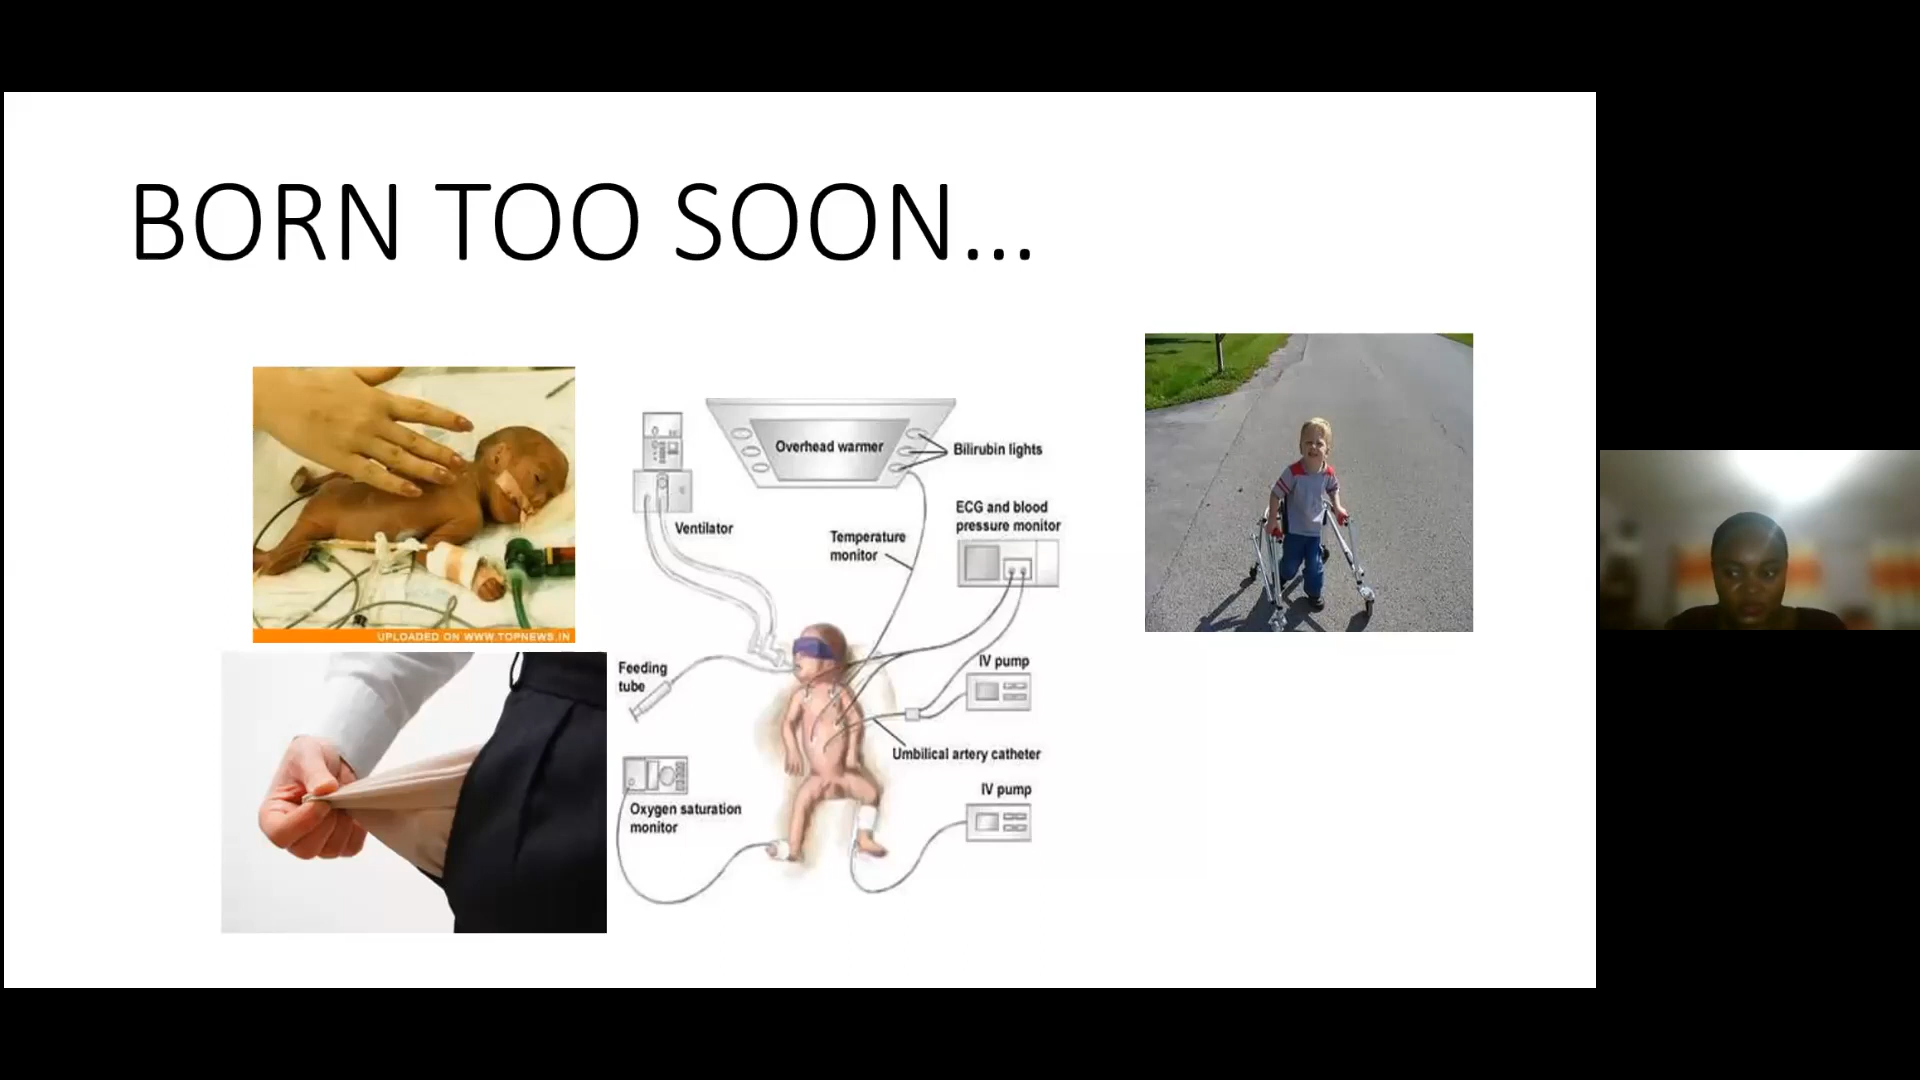 BORN TOO SOON...
UPLOADED ON WWW.TOPNEWS.IN
Overhead warmer
Bilirubin lights
Ventilator
Temperature
monitor
ECG and blood
pressure monitor
Feeding
tube
IV pump
Umbilical artery catheter
Oxygen saturation
monitor
IV pump